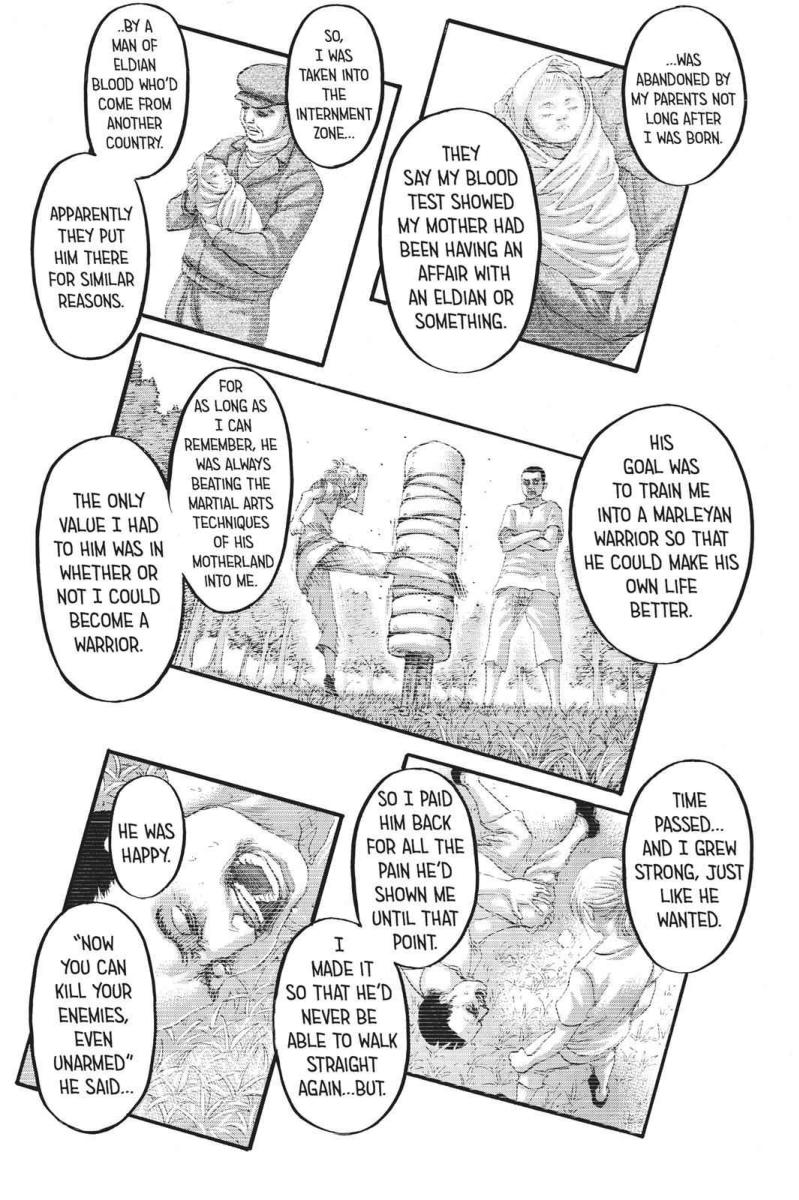 ...WAS
ABANDONED BY
MY PARENTS NOT
LONG AFTER
I WAS BORN.
THEY
SAY MY BLOOD
TEST SHOWED
MY MOTHER HAD
BEEN HAVING AN
AFFAIR WITH
AN ELDIAN OR
SOMETHING.
SO,
I WAS
TAKEN INTO
THE
INTERNMENT
ZONE...
...BY A
MAN OF
ELDIAN
BLOOD WHO'D
COME FROM
ANOTHER
COUNTRY.
APPARENTLY
THEY PUT
HIM THERE
FOR SIMILAR
REASONS.
HIS
GOAL WAS
TO TRAIN ME
INTO A MARLEYAN
WARRIOR SO THAT
HE COULD MAKE HIS
OWN LIFE
BETTER.
FOR
AS LONG AS
I CAN
REMEMBER, HE
WAS ALWAYS
BEATING THE
MARTIAL ARTS
TECHNIQUES
OF HIS
MOTHERLAND
INTO ME.
THE ONLY
VALUE I HAD
TO HIM WAS IN
WHETHER OR
NOT I COULD
BECOME A
WARRIOR.
TIME
PASSED...
AND I GREW
STRONG, JUST
LIKE HE
WANTED.
SO I PAID
HIM BACK
FOR ALL THE
PAIN HE'D
SHOWN ME
UNTIL THAT
POINT.
I
MADE IT
SO THAT HE'D
NEVER BE
ABLE TO WALK
STRAIGHT
AGAIN...BUT.
HE WAS
HAPPY.
"NOW
YOU CAN
KILL YOUR
ENEMIES,
EVEN
UNARMED"
HE SAID...